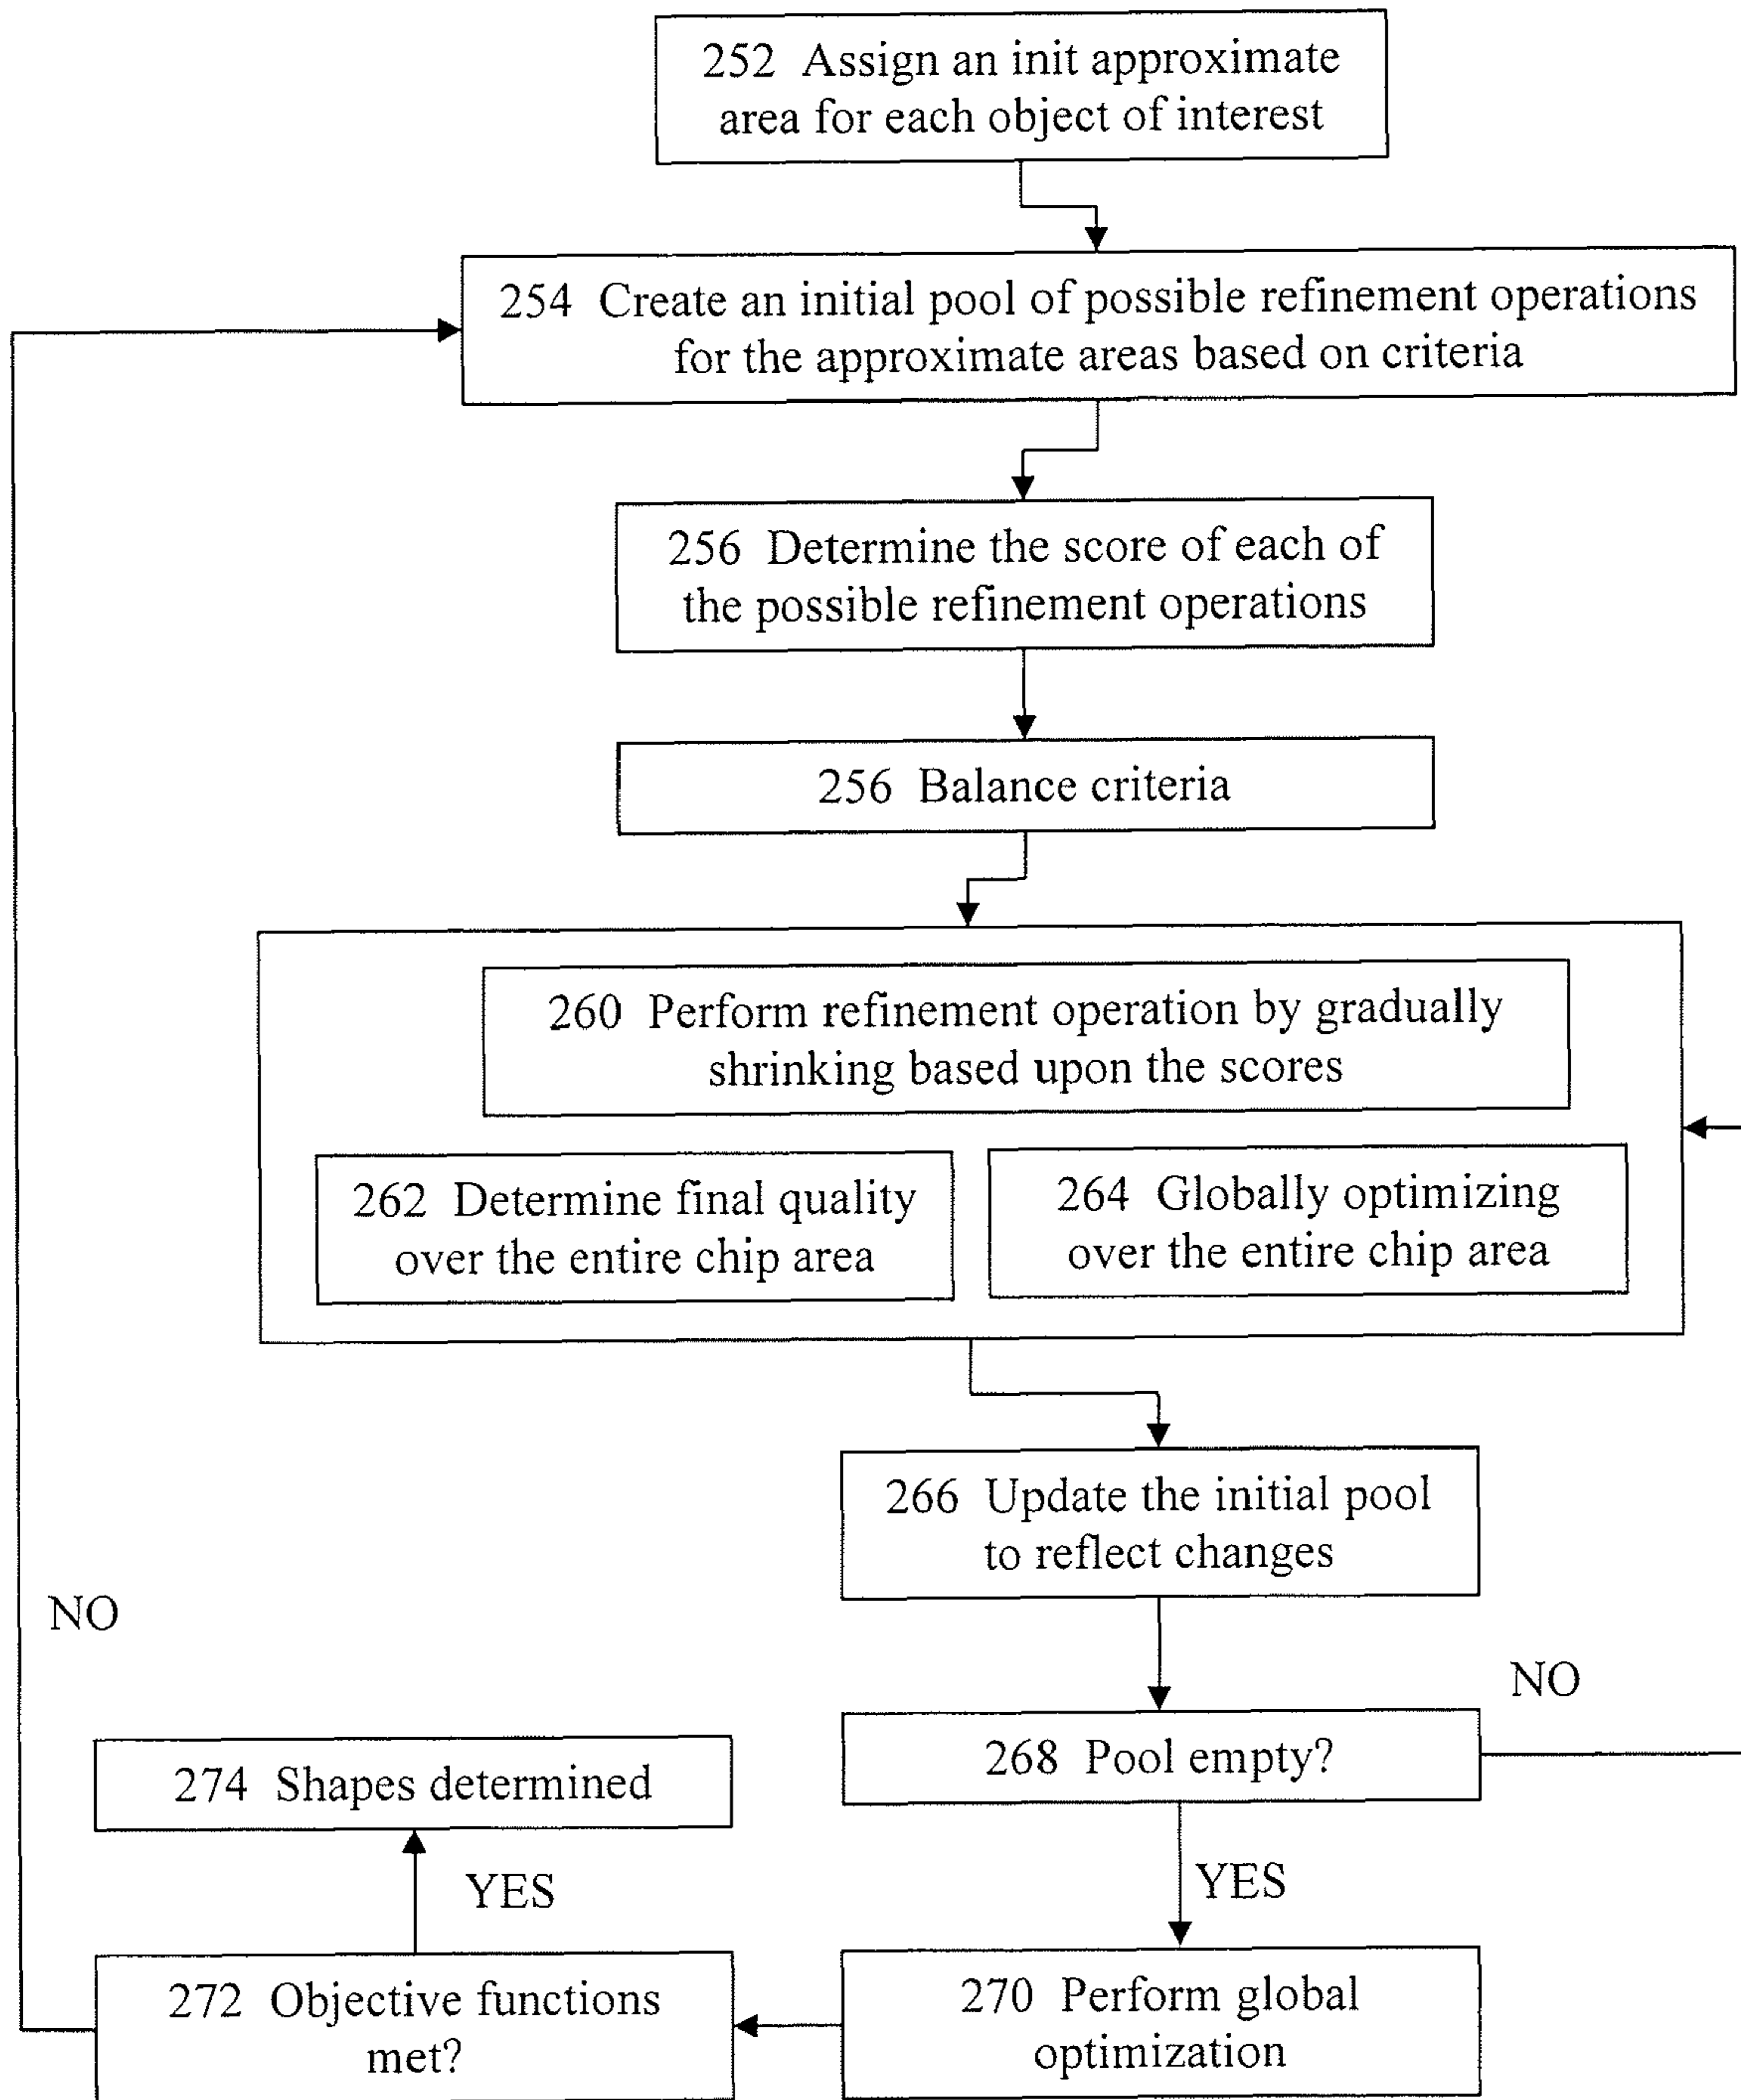 252 Assign an init approximate
area for each object of interest
254 Create an initial pool of possible refinement operations
for the approximate areas based on criteria
256 Determine the score of each of
the possible refinement operations
256 Balance criteria
260 Perform refinement operation by gradually
shrinking based upon the scores
262 Determine final quality
over the entire chip area
264 Globally optimizing
over the entire chip area
266 Update the initial pool
to reflect changes
NO
NO
268 Pool empty?
274 Shapes determined
YES
YES
270 Perform global
optimization
272 Objective functions
met?